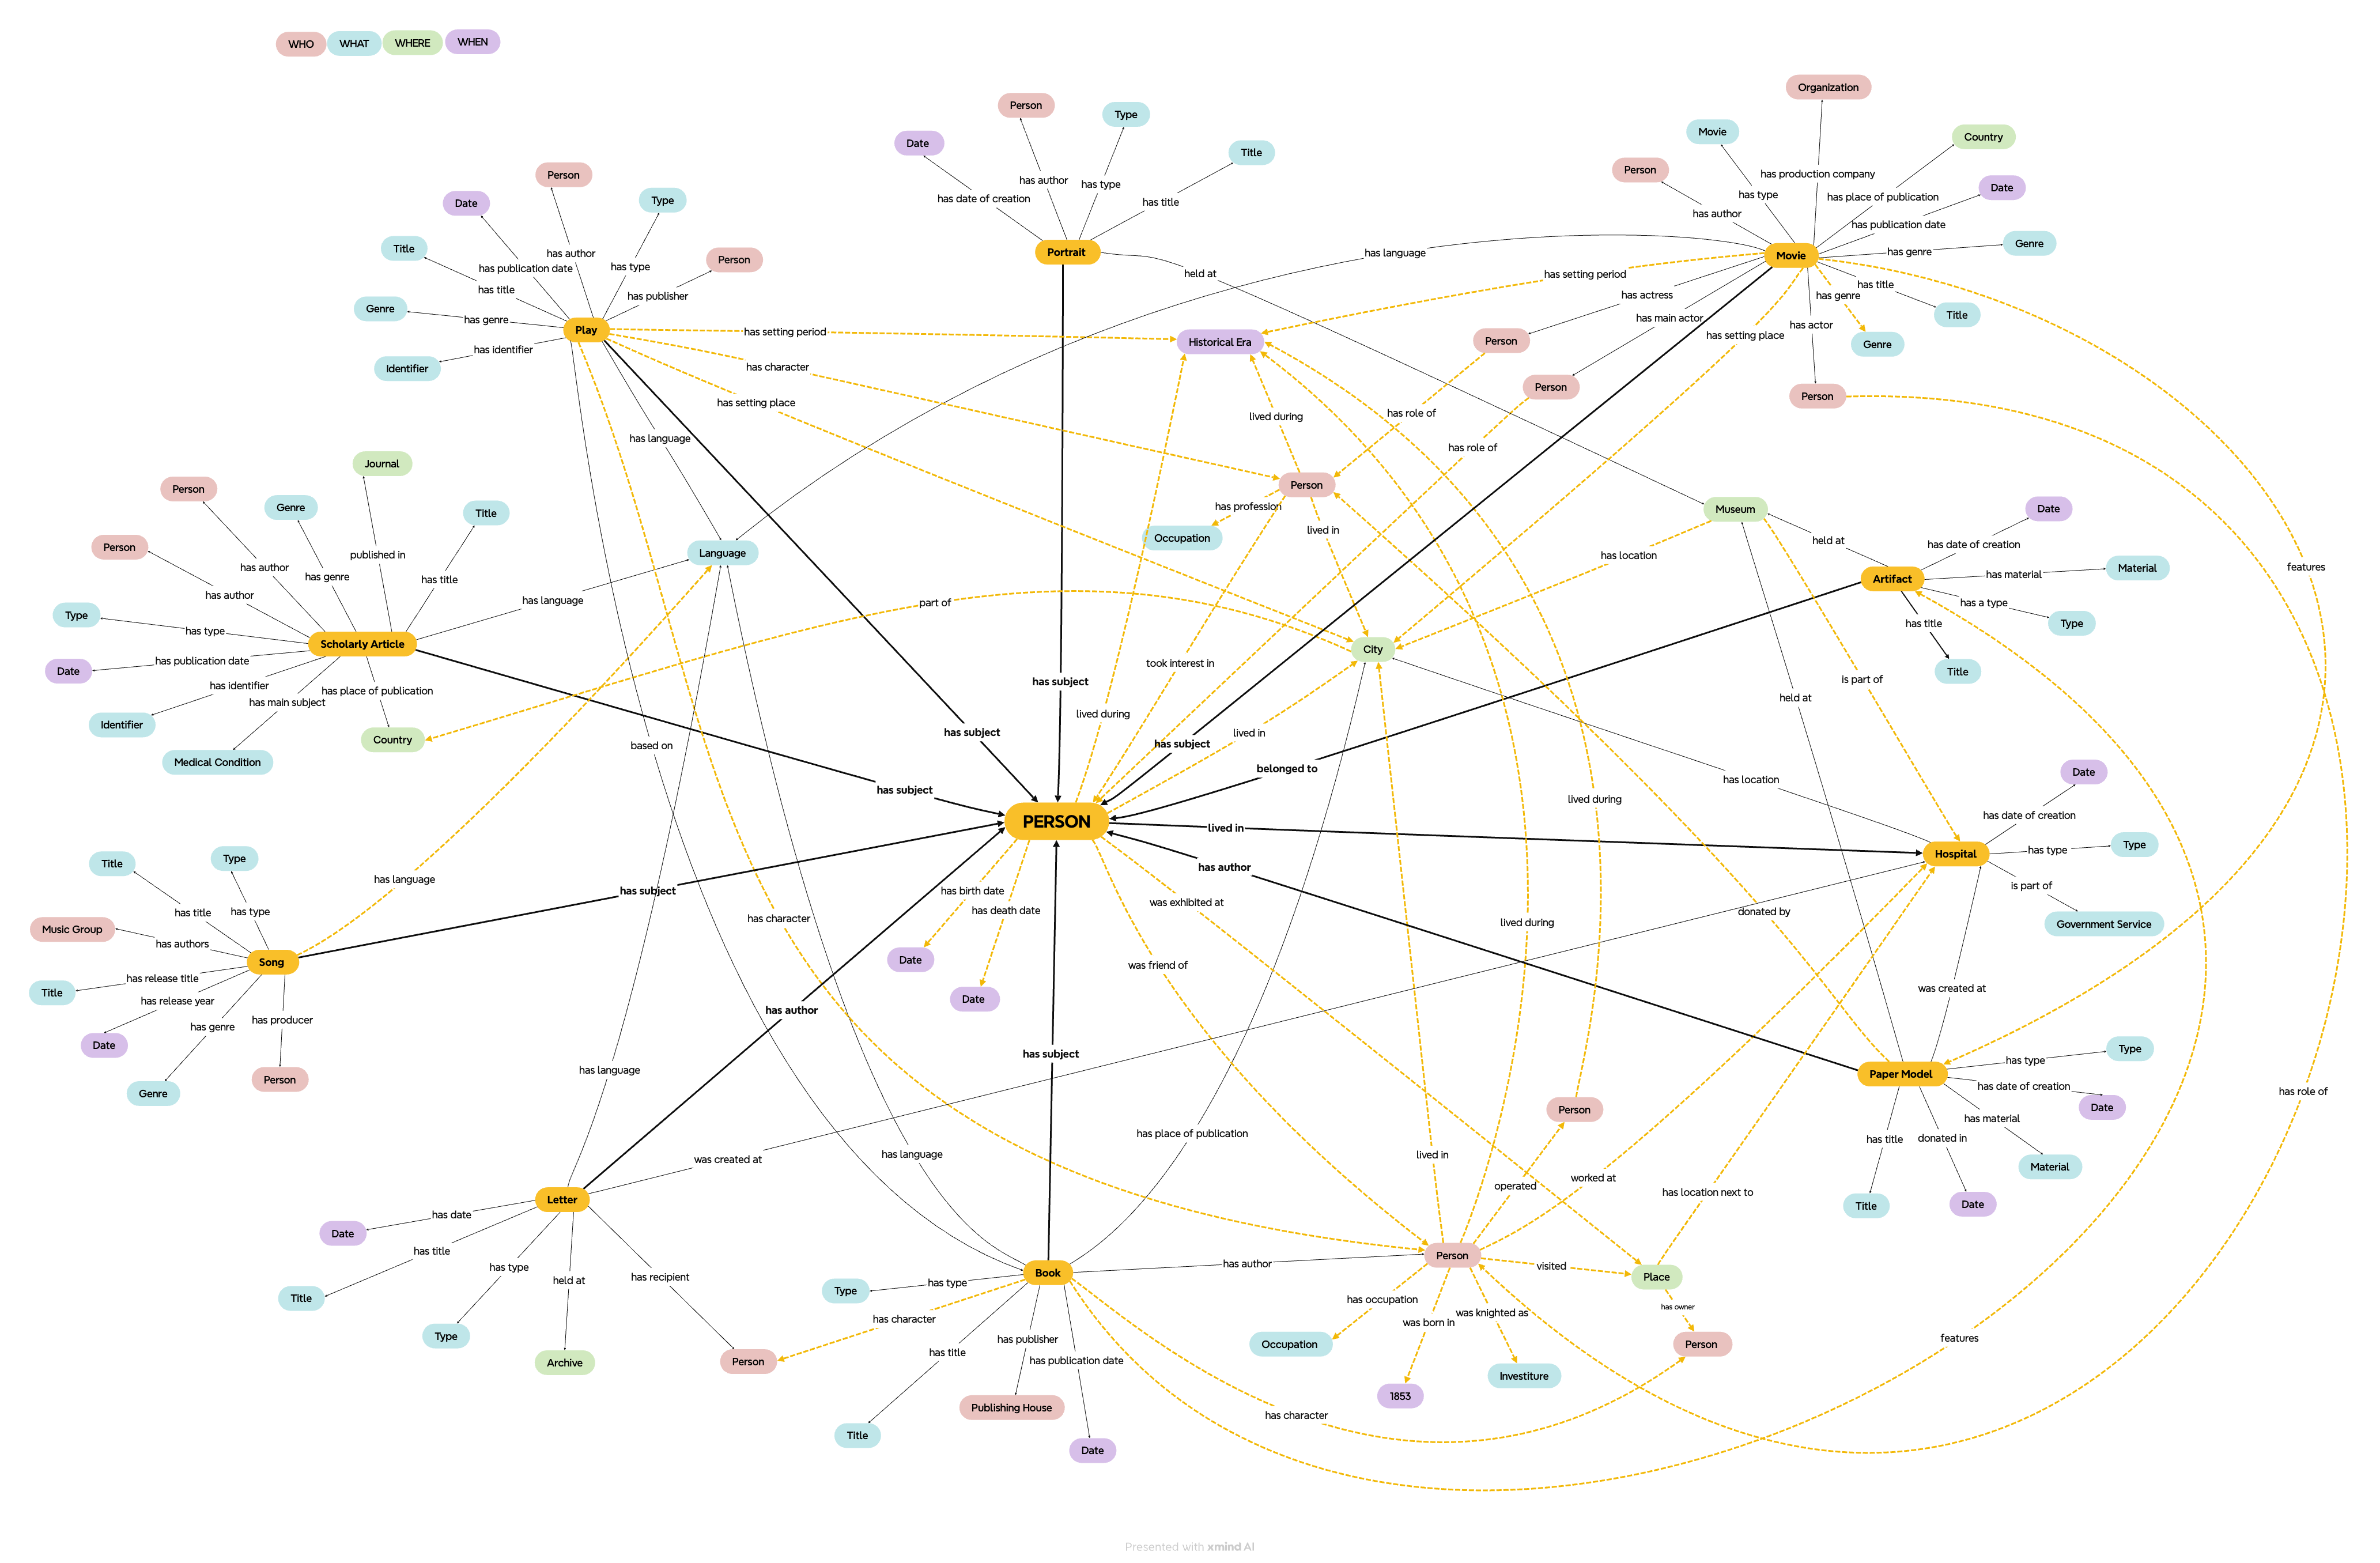 WHO
WHAT
WHERE
WHEN
Organization
Person
Type
Date
Title
Movie
Country
Person
Date
Genre
has production company
has type
has place of publication
has author
has publication date
has genre
has title
has genre
Title
Genre
has actor
Person
Movie
has author
has type
has date of creation
has title
Portrait
held at
has language
has setting period
has actress
has main actor
has setting place
Person
Person
Person
Date
Type
Title
Person
Genre
Identifier
has author
has publication date
has type
has title
has publisher
has genre
has identifier
Play
has setting period
has character
has setting place
has language
based on
has character
Historical Era
lived during
has role of
has role of
Person
has profession
Occupation
lived in
took interest in
Journal
Person
Genre
Title
Person
published in
has author
has genre
has title
has author
Type
has type
Scholarly Article
has language
Language
Date
has publication date
has identifier
has place of publication
has main subject
Identifier
Country
Medical Condition
part of
Museum
has location
is part of
held at
held at
Date
has date of creation
Artifact
has material
Material
has a type
Type
has title
Title
features
City
has subject
has subject
has subject
has subject
lived during
lived in
belonged to
PERSON
lived in
has author
has birth date
has death date
Date
Date
was exhibited at
was friend of
has location
lived during
lived during
donated by
Date
has date of creation
Hospital
has type
Type
is part of
Government Service
was created at
Title
Type
has title
has type
Music Group
has authors
Song
has language
has subject
Title
has release title
has release year
has genre
has producer
Date
Genre
Person
has author
has language
was created at
has language
Letter
has date
Date
has title
Title
has type
Type
held at
Archive
has recipient
Person
has subject
has place of publication
Book
has type
Type
has character
has title
Title
has publisher
Publishing House
has publication date
Date
has author
has character
features
Person
lived in
operated
worked at
visited
Person
has occupation
Occupation
was born in
1853
was knighted as
Investiture
has location next to
Place
has owner
Person
Paper Model
has type
Type
has date of creation
Date
has material
Material
has title
Title
donated in
Date
has role of
Presented with xmind AI